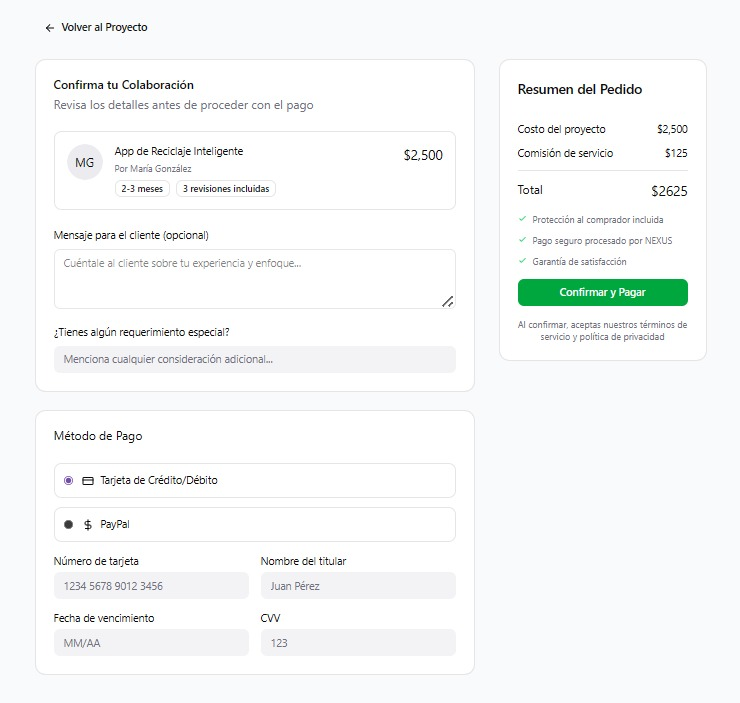 Volver al Proyecto
Confirma tu Colaboración
Revisa los detalles antes de proceder con el pago
MG
App de Reciclaje Inteligente
$2,500
Por María González
2-3 meses
3 revisiones incluidas
Mensaje para el cliente (opcional)
Cuéntale al cliente sobre tu experiencia y enfoque...
¿Tienes algún requerimiento especial?
Menciona cualquier consideración adicional...
Resumen del Pedido
Costo del proyecto $2,500
Comisión de servicio $125
Total $2625
Protección al comprador incluida
Pago seguro procesado por NEXUS
Garantía de satisfacción
Confirmar y Pagar
Al confirmar, aceptas nuestros términos de
servicio y política de privacidad
Método de Pago
Tarjeta de Crédito/Débito
$ PayPal
Número de tarjeta
1234 5678 9012 3456
Nombre del titular
Juan Pérez
Fecha de vencimiento
MM/AA
CVV
123